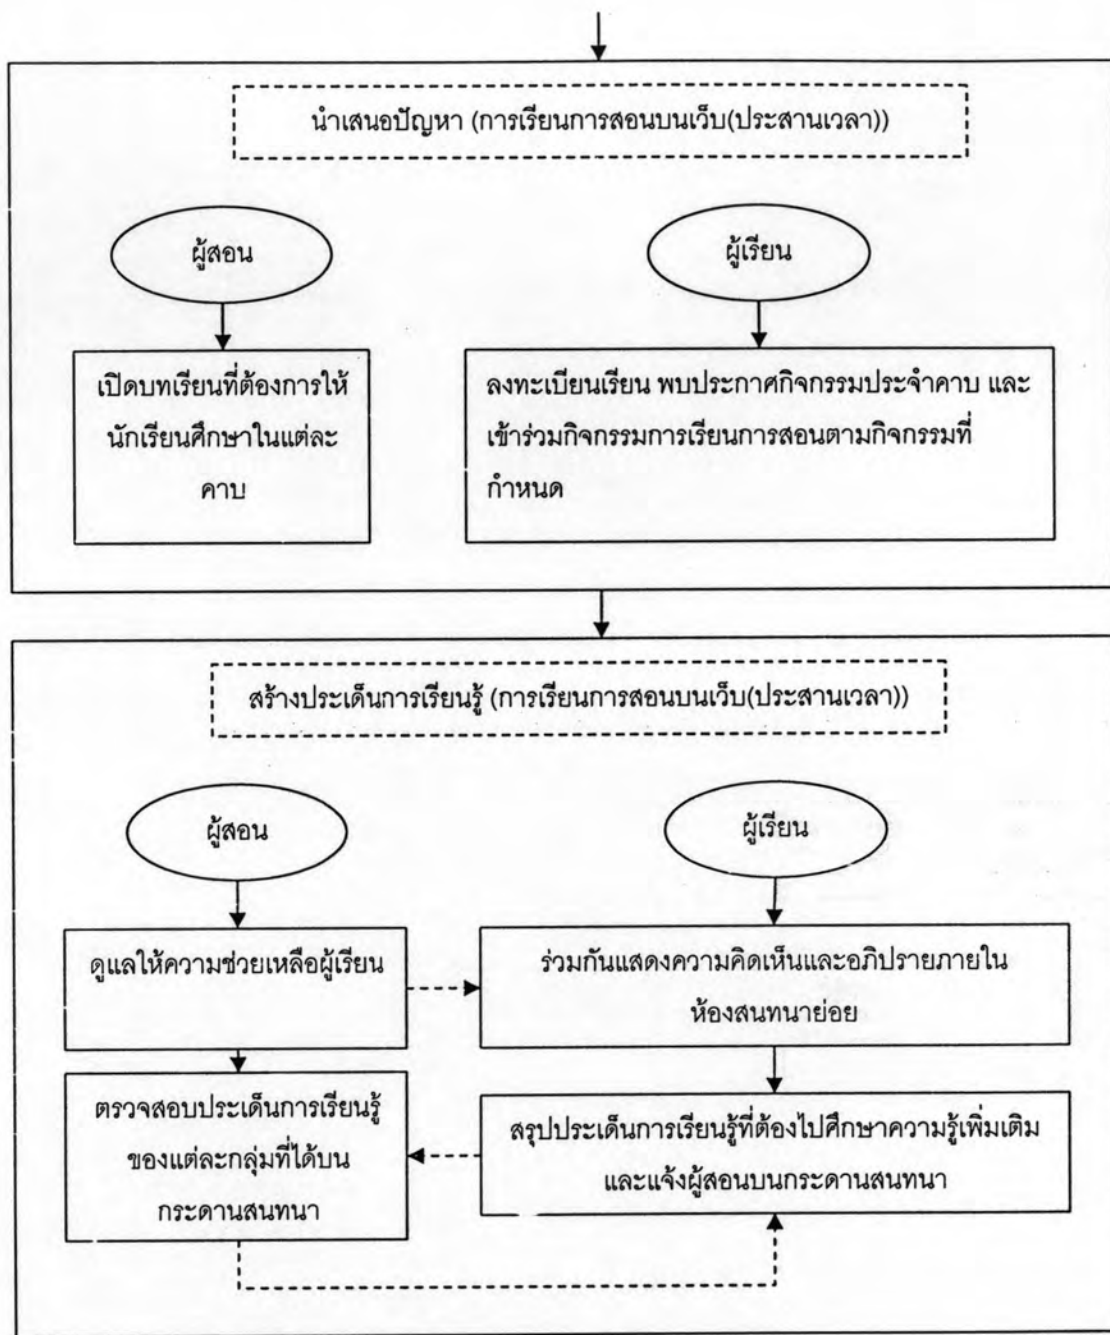 นำเสนอปัญหา (การเรียนการสอนบนเว็บ(ประสานเวลา))
ผู้สอน
ผู้เรียน
เปิดบทเรียนที่ต้องการให้
นักเรียนศึกษาในแต่ละ
คาบ
ลงทะเบียนเรียน พบประกาศกิจกรรมประจำคาบ และ
เข้าร่วมกิจกรรมการเรียนการสอนตามกิจกรรมที่
กำหนด
สร้างประเด็นการเรียนรู้ (การเรียนการสอนบนเว็บ(ประสานเวลา))
ผู้สอน
ผู้เรียน
ดูแลให้ความช่วยเหลือผู้เรียน
ร่วมกันแสดงความคิดเห็นและอภิปรายภายใน
ห้องสนทนาย่อย
ตรวจสอบประเด็นการเรียนรู้
ของแต่ละกลุ่มที่ได้บน
กระดานสนทนา
สรุปประเด็นการเรียนรู้ที่ต้องไปศึกษาความรู้เพิ่มเติม
และแจ้งผู้สอนบนกระดานสนทนา